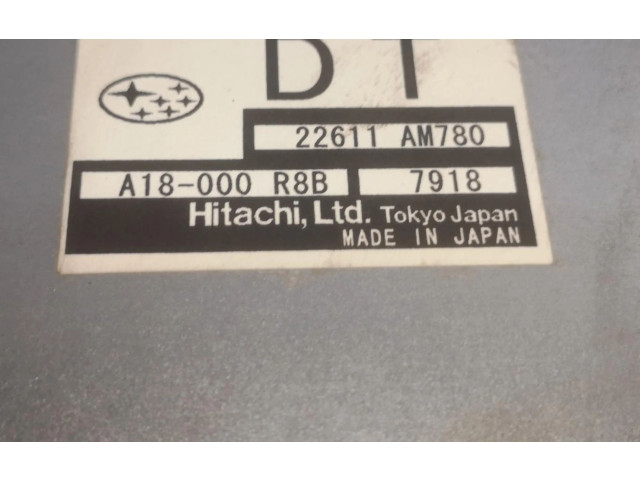 DT
22611 AM780
A18-000 R8B 7918
Hitachi, Ltd. Tokyo Japan
MADE IN JAPAN